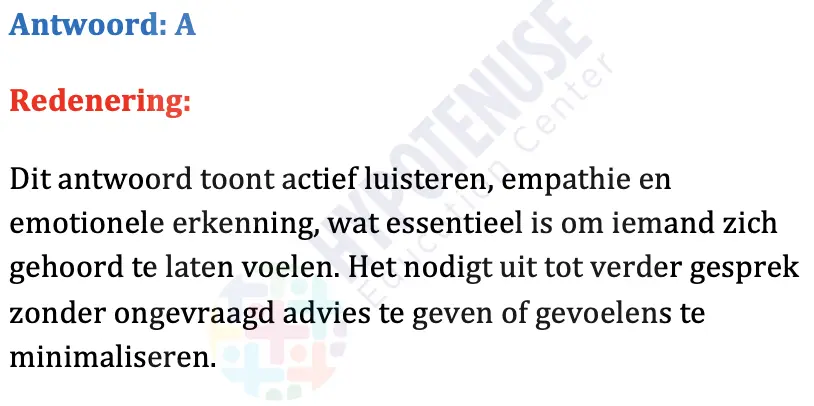 Antwoord: A
Redenering:
Dit antwoord toont actief luisteren, empathie en
emotionele erkenning, wat essentieel is om iemand zich
gehoord te laten voelen. Het nodigt uit tot verder gesprek
zonder ongevraagd advies te geven of gevoelens te
minimaliseren.
HYPOTENUSE
Education Center